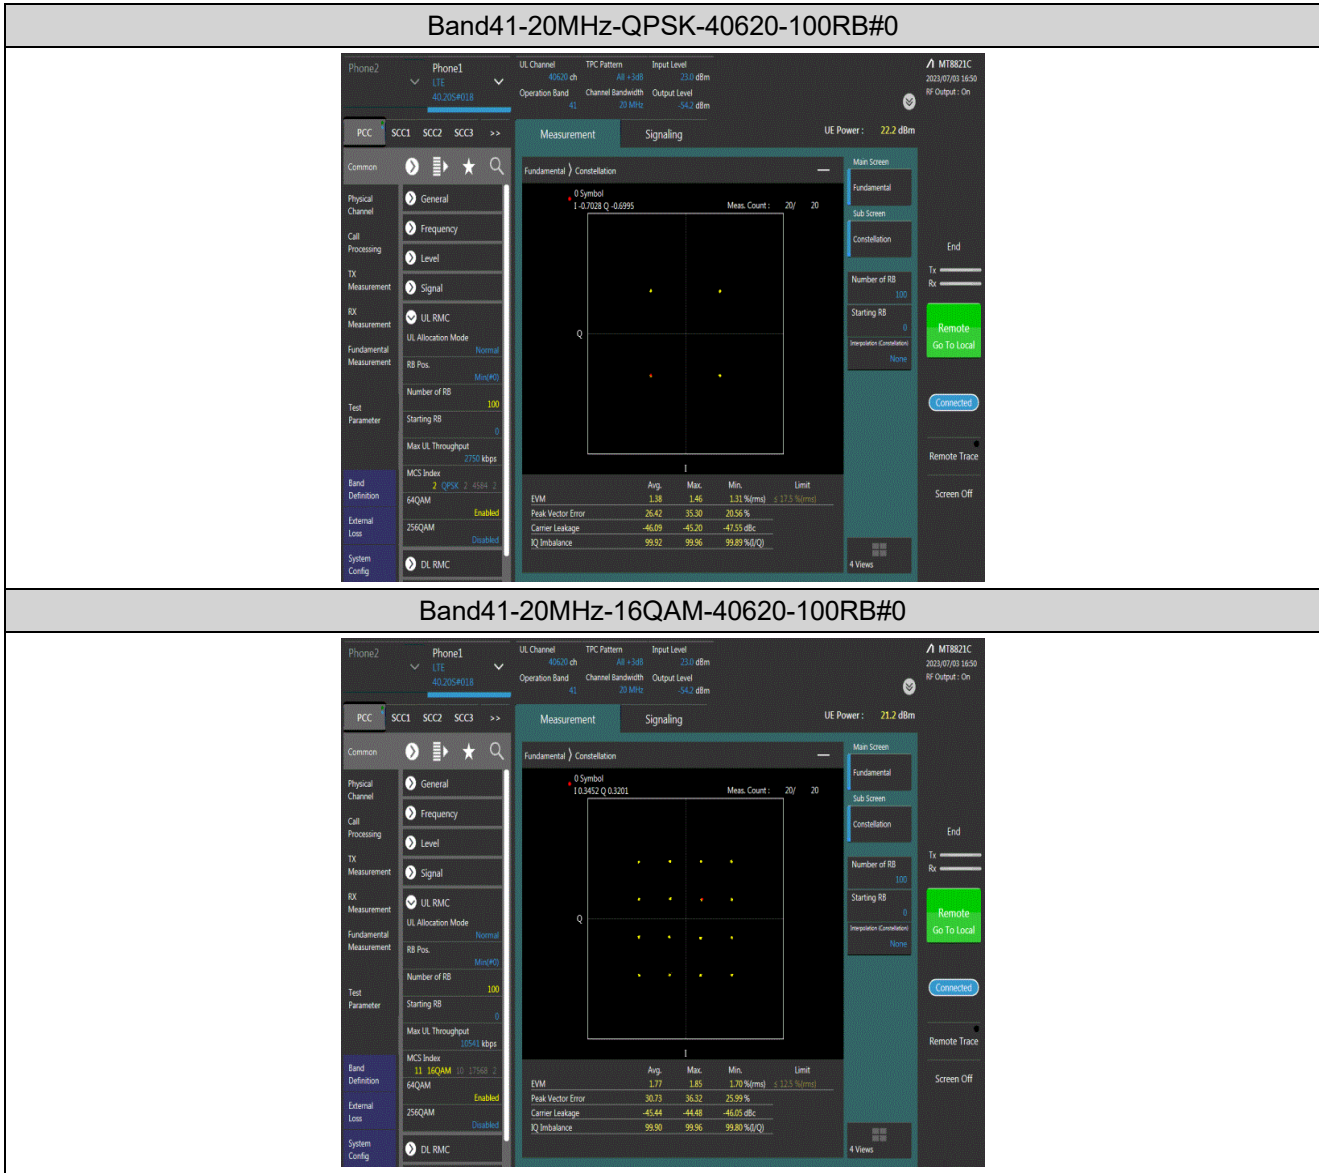 Band41-20MHz-QPSK-40620-100RB#0
Phone2
Phone1
LTE
40.20S#018
UL Channel
40620 ch
TPC Pattern
All +3dB
Input Level
23.0 dBm
Operation Band
41
Channel Bandwidth
20 MHz
Output Level
-54.2 dBm
MT8821C
2023/07/03 16:50
RF Output : On
PCC SCC1 SCC2 SCC3 >>
Measurement
Signaling
UE Power : 22.2 dBm
Common
Physical
Channel
Call
Processing
TX
Measurement
RX
Measurement
Fundamental
Measurement
Test
Parameter
Band
Definition
External
Loss
System
Config
General
Frequency
Level
Signal
UL RMC
UL Allocation Mode
Normal
RB Pos.
Min(#0)
Number of RB
100
Starting RB
0
Max UL Throughput
2750 kbps
MCS Index
2 QPSK 2 4584 2
64QAM
Enabled
256QAM
Disabled
DL RMC
Fundamental Constellation
0 Symbol
I -0.7028 Q -0.6995
Meas. Count : 20/ 20
Q
I
Avg. Max. Min. Limit
EVM 1.38 1.46 1.31 %(rms) ≤ 17.5 %(rms)
Peak Vector Error 26.42 35.30 20.56 %
Carrier Leakage -46.09 -45.20 -47.55 dBc
IQ Imbalance 99.92 99.96 99.89 %(I/Q)
Main Screen
Fundamental
Sub Screen
Constellation
Number of RB
100
Starting RB
0
Interpolation (Constellation)
None
4 Views
End
Tx
Rx
Remote
Go To Local
Connected
Remote Trace
Screen Off
Band41-20MHz-16QAM-40620-100RB#0
Phone2
Phone1
LTE
40.20S#018
UL Channel
40620 ch
TPC Pattern
All +3dB
Input Level
23.0 dBm
Operation Band
41
Channel Bandwidth
20 MHz
Output Level
-54.2 dBm
MT8821C
2023/07/03 16:50
RF Output : On
PCC SCC1 SCC2 SCC3 >>
Measurement
Signaling
UE Power : 21.2 dBm
Common
Physical
Channel
Call
Processing
TX
Measurement
RX
Measurement
Fundamental
Measurement
Test
Parameter
Band
Definition
External
Loss
System
Config
General
Frequency
Level
Signal
UL RMC
UL Allocation Mode
Normal
RB Pos.
Min(#0)
Number of RB
100
Starting RB
0
Max UL Throughput
10541 kbps
MCS Index
11 16QAM 10 17568 2
64QAM
Enabled
256QAM
Disabled
DL RMC
Fundamental Constellation
0 Symbol
I 0.3452 Q 0.3201
Meas. Count : 20/ 20
Q
I
Avg. Max. Min. Limit
EVM 1.77 1.85 1.70 %(rms) ≤ 12.5 %(rms)
Peak Vector Error 30.73 36.32 25.99 %
Carrier Leakage -45.44 -44.48 -46.05 dBc
IQ Imbalance 99.90 99.96 99.80 %(I/Q)
Main Screen
Fundamental
Sub Screen
Constellation
Number of RB
100
Starting RB
0
Interpolation (Constellation)
None
4 Views
End
Tx
Rx
Remote
Go To Local
Connected
Remote Trace
Screen Off